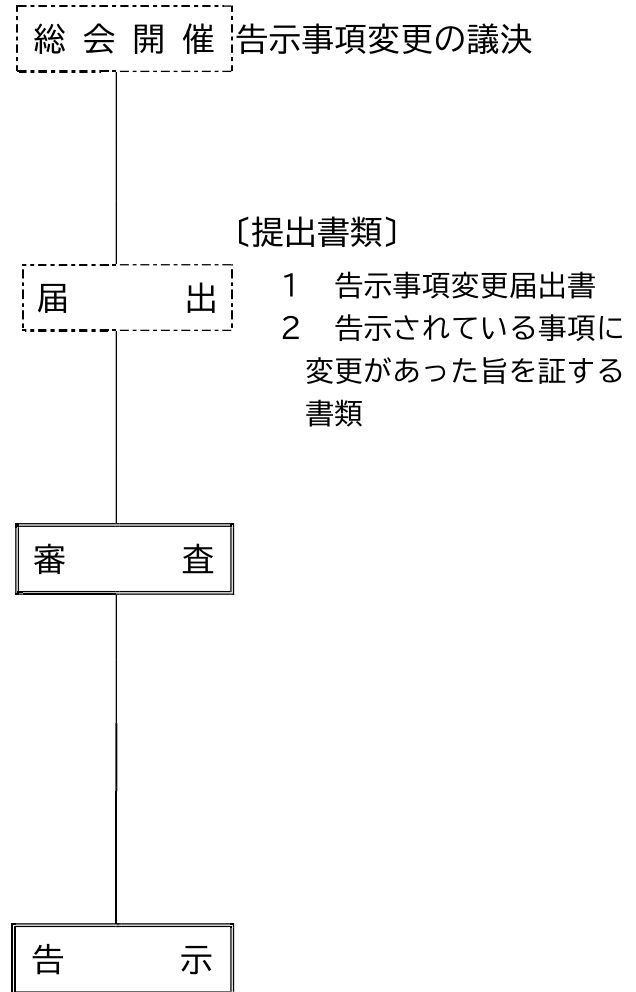 総会開催 告示事項変更の議決
〔提出書類〕
届　　出
１　告示事項変更届出書
２　告示されている事項に
変更があった旨を証する
書類
審　　査
告　　示